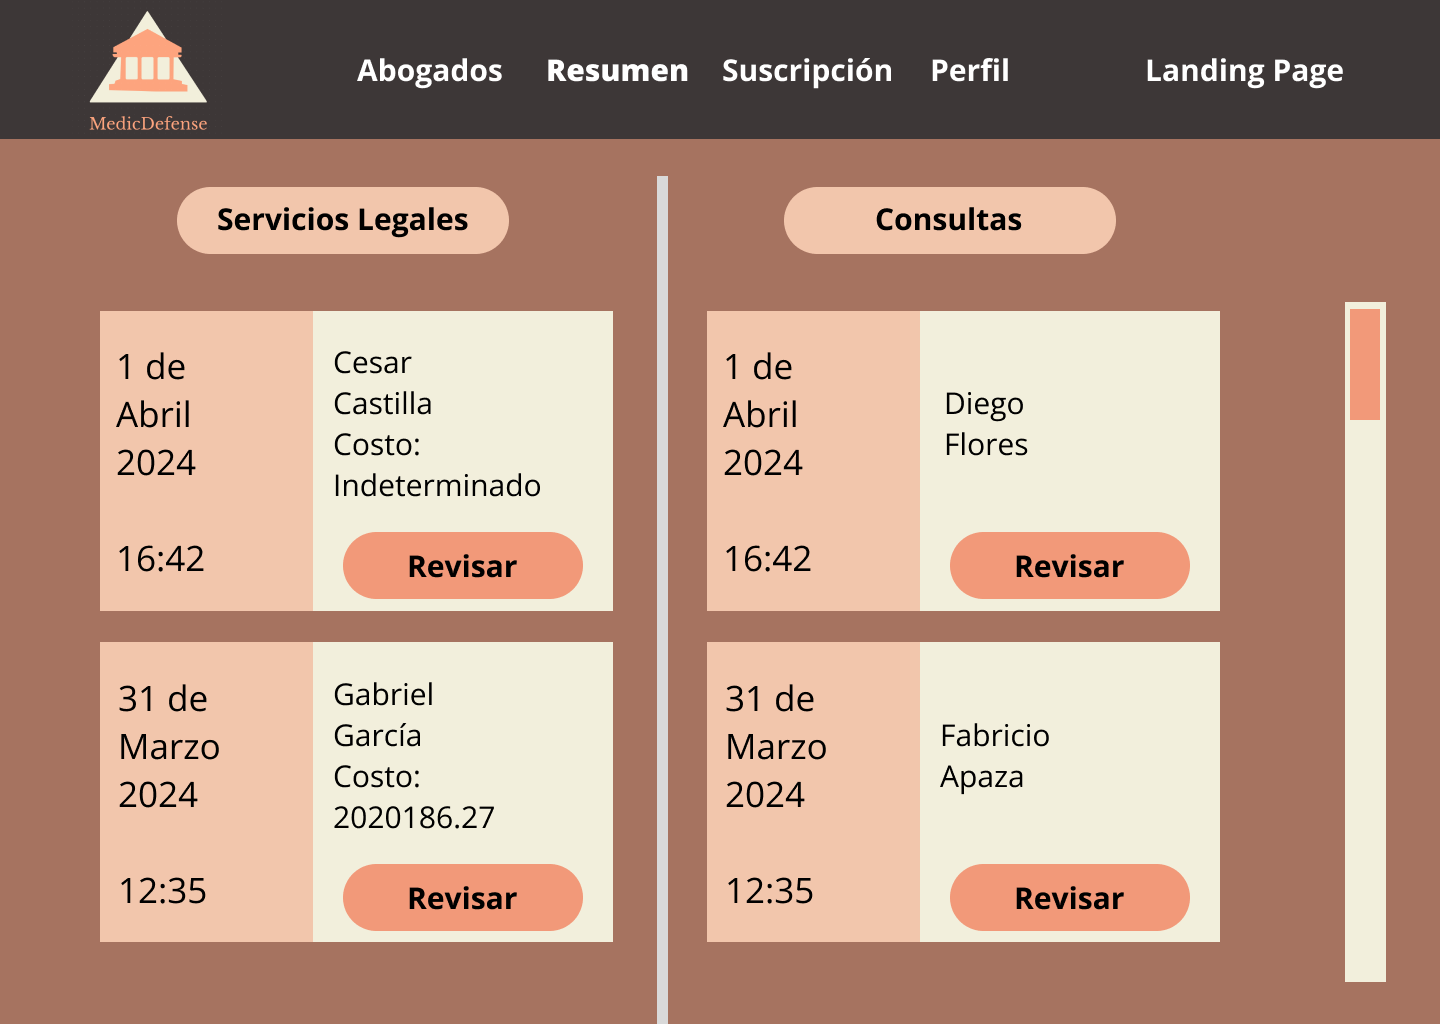 MedicDefense
Abogados
Resumen
Suscripción
Perfil
Landing Page
Servicios Legales
1 de
Abril
2024
16:42
Cesar
Castilla
Costo:
Indeterminado
Revisar
31 de
Marzo
2024
12:35
Gabriel
García
Costo:
2020186.27
Revisar
Consultas
1 de
Abril
2024
16:42
Diego
Flores
Revisar
31 de
Marzo
2024
12:35
Fabricio
Apaza
Revisar